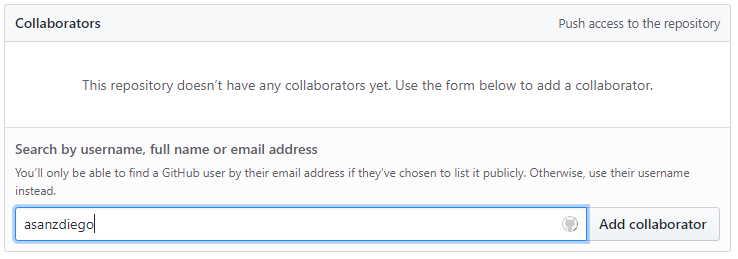 Collaborators
Push access to the repository
This repository doesn’t have any collaborators yet. Use the form below to add a collaborator.
Search by username, full name or email address
You’ll only be able to find a GitHub user by their email address if they’ve chosen to list it publicly. Otherwise, use their username
instead.
asanzdiego
Add collaborator